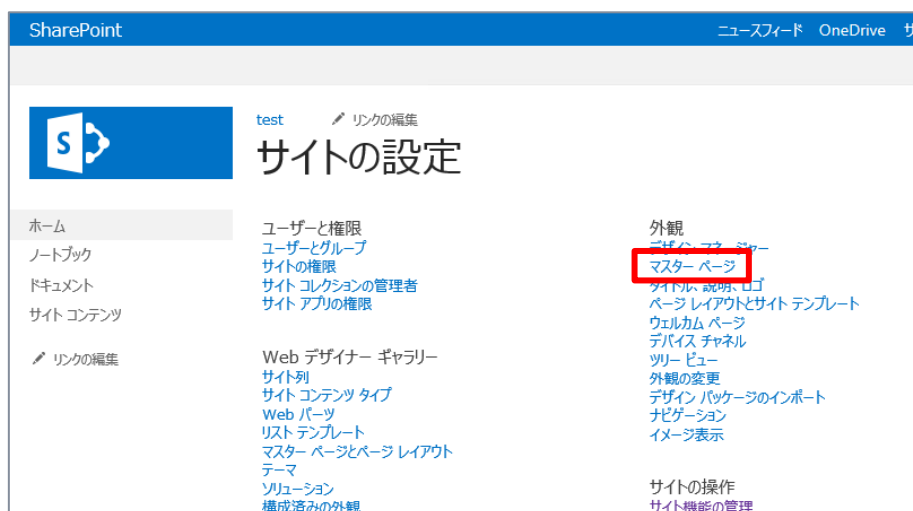 SharePoint
ニュースフィード OneDrive サ
test リンクの編集
サイトの設定
ホーム
ノートブック
ドキュメント
サイト コンテンツ
リンクの編集
ユーザーと権限
ユーザーとグループ
サイトの権限
サイト コレクションの管理者
サイト アプリの権限
Web デザイナー ギャラリー
サイト列
サイト コンテンツ タイプ
Web パーツ
リスト テンプレート
マスター ページとページ レイアウト
テーマ
ソリューション
構成済みの外観
外観
デザイン マネージャー
マスター ページ
タイトル、説明、ロゴ
ページ レイアウトとサイト テンプレート
ウェルカム ページ
デバイス チャネル
ツリー ビュー
外観の変更
デザイン パッケージのインポート
ナビゲーション
イメージ表示
サイトの操作
サイト機能の管理